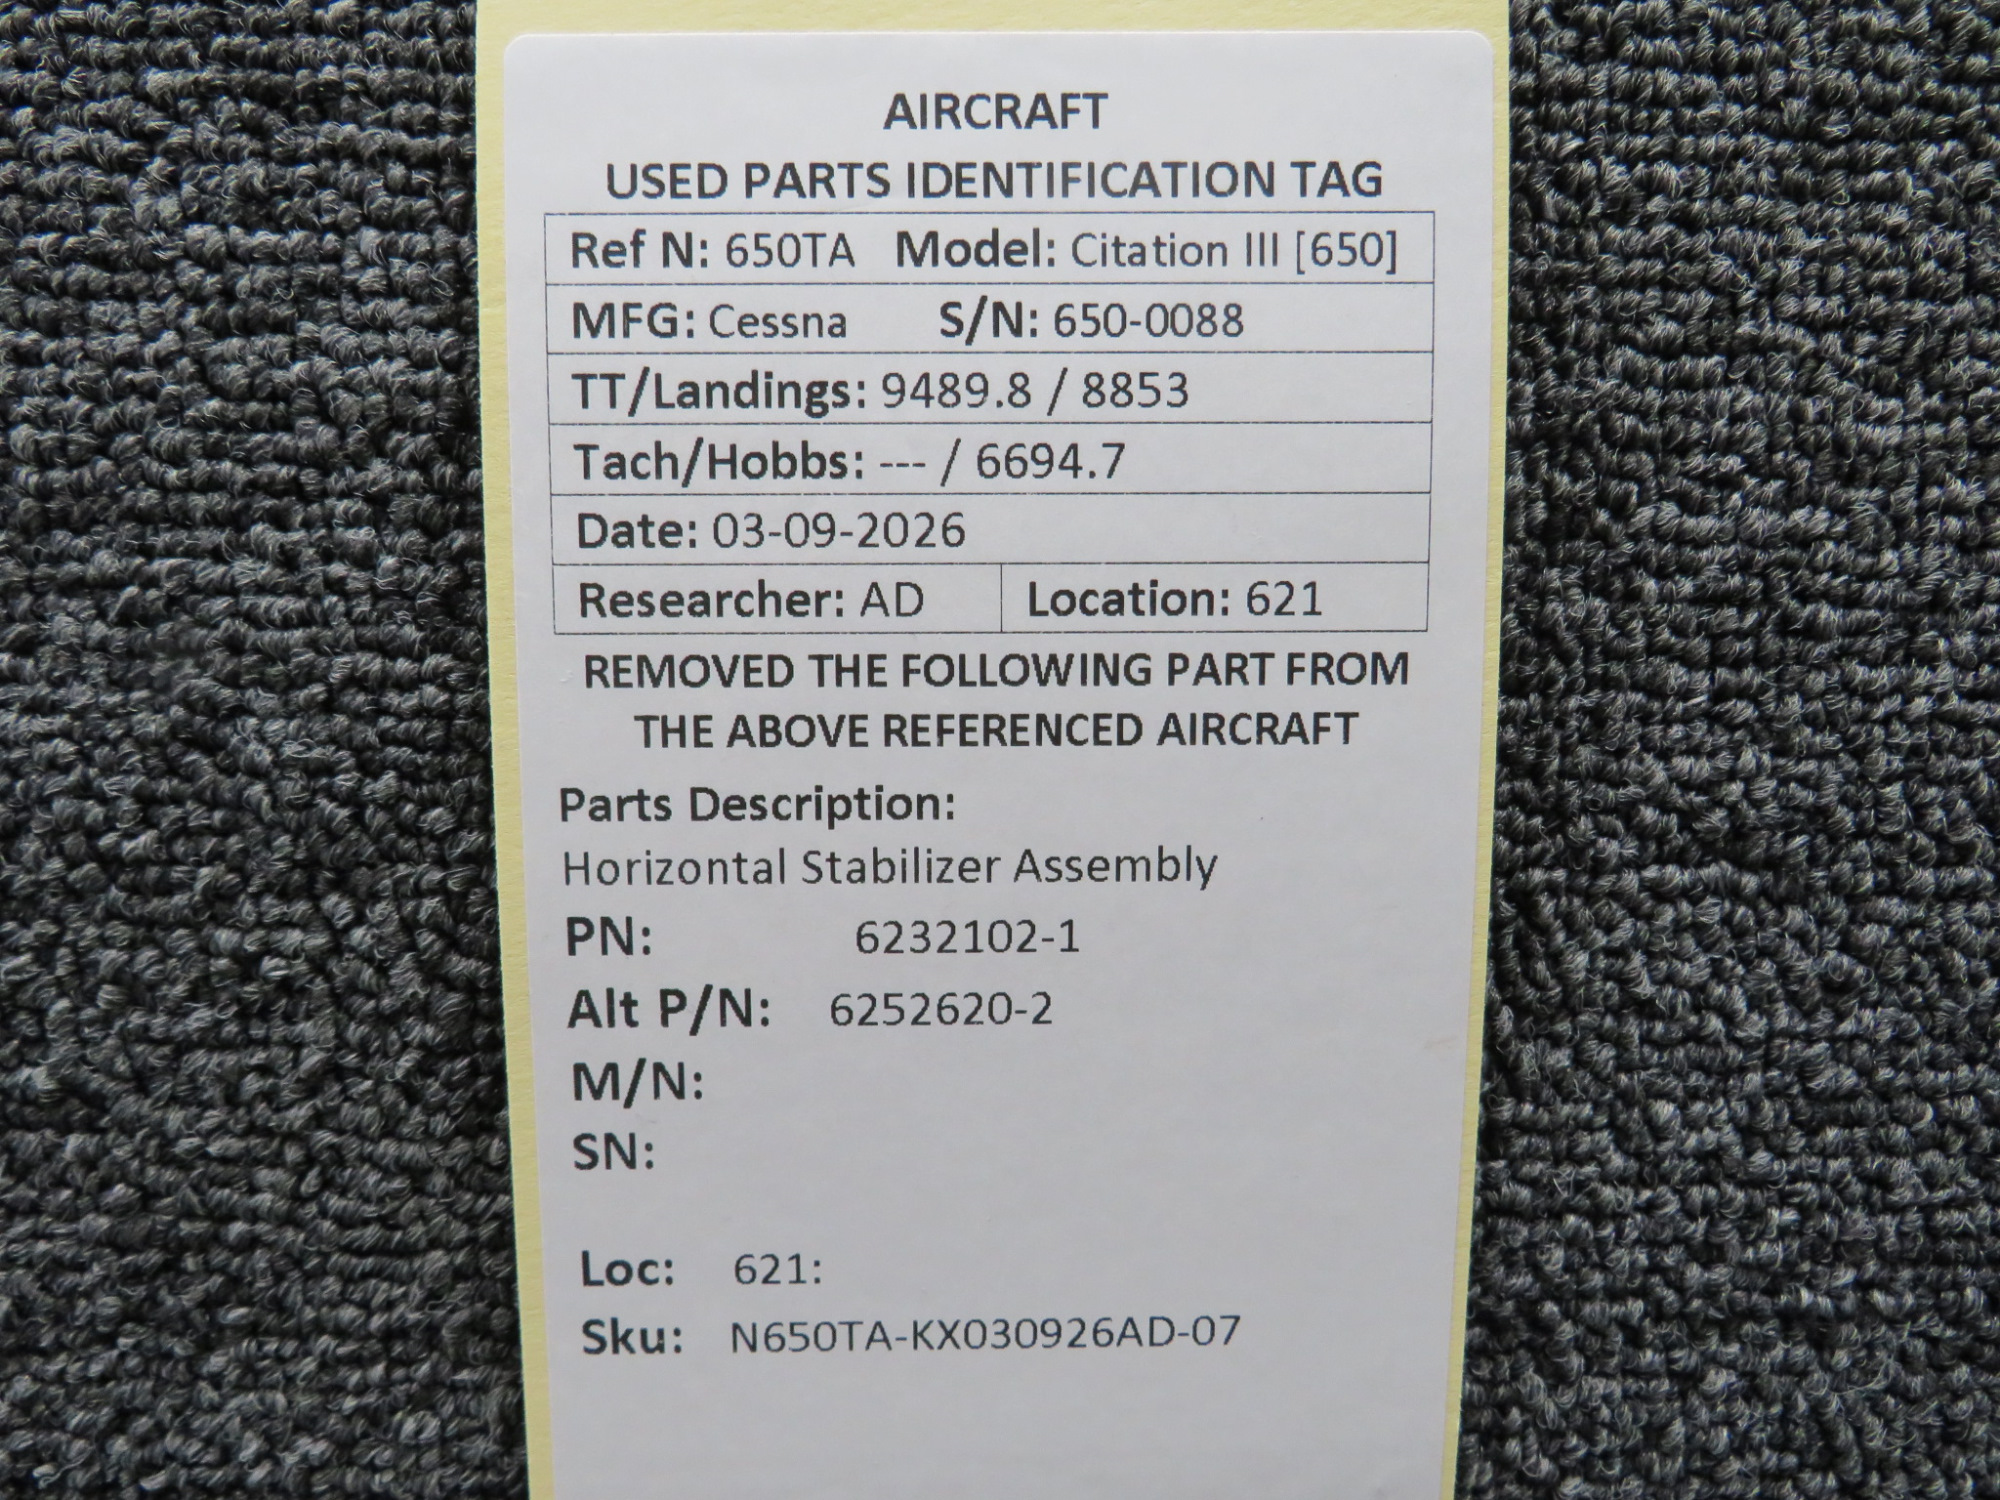 AIRCRAFT
USED PARTS IDENTIFICATION TAG
Ref N: 650TA Model: Citation III [650]
MFG: Cessna S/N: 650-0088
TT/Landings: 9489.8 / 8853
Tach/Hobbs: --- / 6694.7
Date: 03-09-2026
Researcher: AD Location: 621
REMOVED THE FOLLOWING PART FROM
THE ABOVE REFERENCED AIRCRAFT
Parts Description:
Horizontal Stabilizer Assembly
PN: 6232102-1
Alt P/N: 6252620-2
M/N:
SN:
Loc: 621:
Sku: N650TA-KX030926AD-07